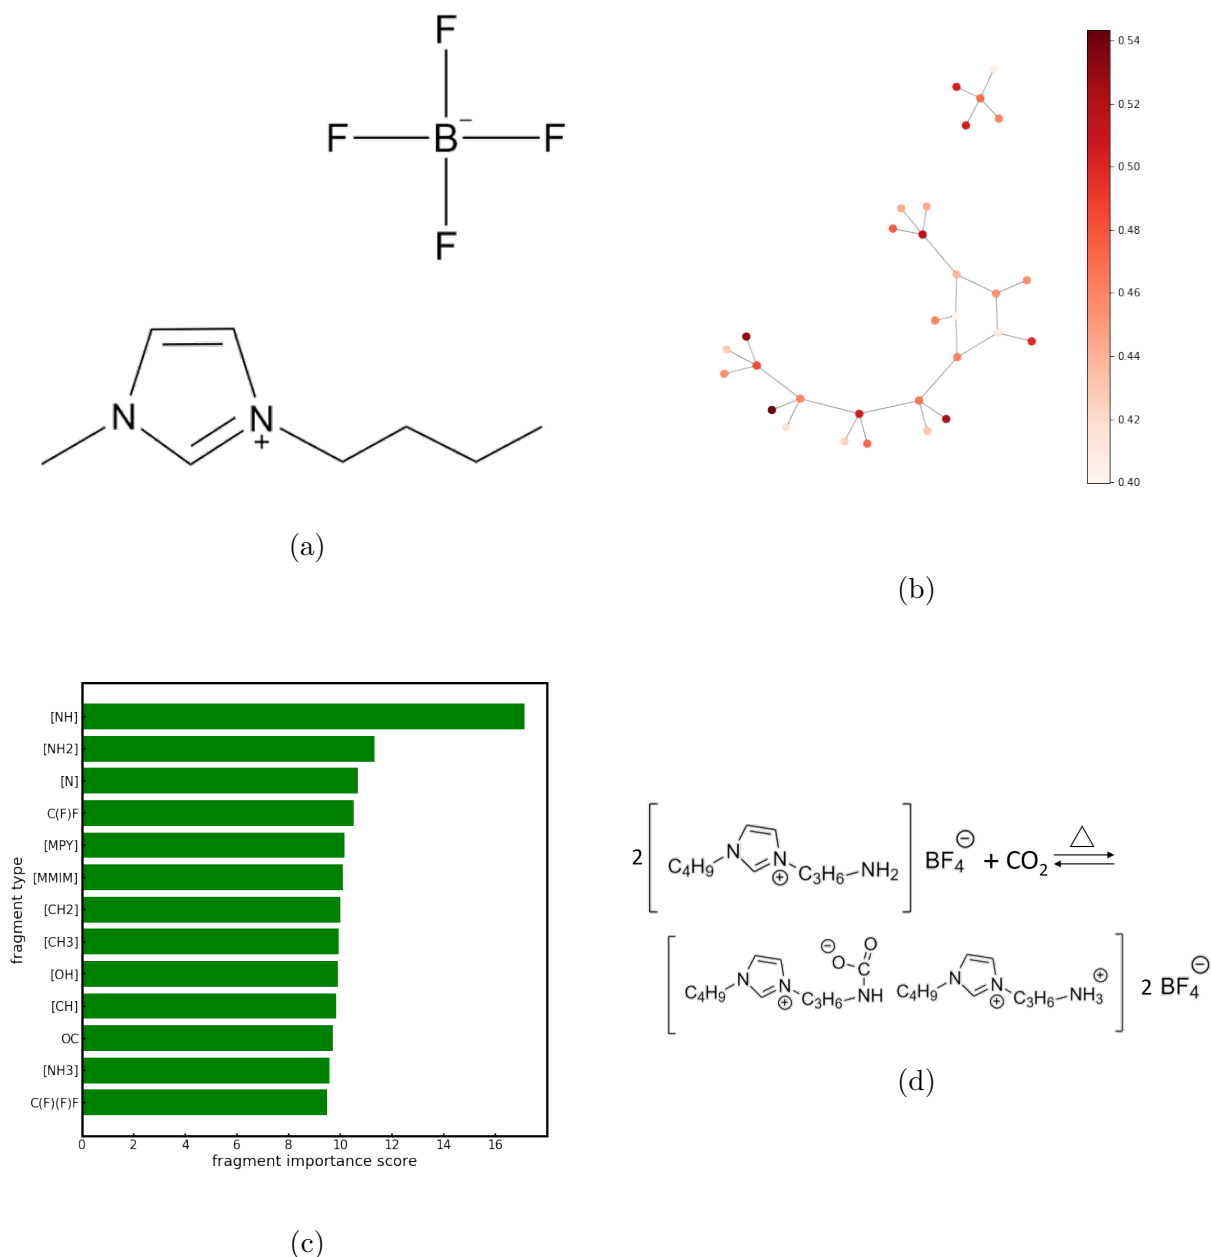 F
F B− F
F
N N
+
(a)
0.54
0.52
0.50
0.48
0.46
0.44
0.42
0.40
(b)
fragment type
[NH]
[NH2]
[N]
C(F)F
[MPY]
[MMIM]
[CH2]
[CH3]
[OH]
[CH]
OC
[NH3]
C(F)(F)F
0 2 4 6 8 10 12 14 16
fragment importance score
(c)
2 [ C₄H₉ N N ⊕ C₃H₆ NH₂ ] BF₄⊖ + CO₂ △ ⇌
[ C₄H₉ N N ⊕ C₃H₆ NH C O O ⊖ C₄H₉ N N ⊕ C₃H₆ NH₃⊕ ] 2 BF₄⊖
(d)